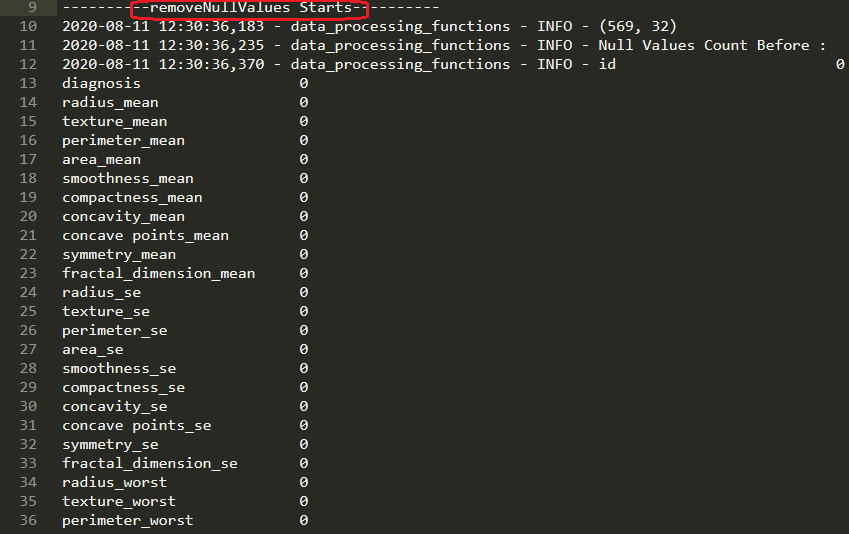 9 -----------removeNullValues Starts-----------
10 2020-08-11 12:30:36,183 - data_processing_functions - INFO - (569, 32)
11 2020-08-11 12:30:36,235 - data_processing_functions - INFO - Null Values Count Before :
12 2020-08-11 12:30:36,370 - data_processing_functions - INFO - id                         0
13 diagnosis                  0
14 radius_mean                0
15 texture_mean               0
16 perimeter_mean             0
17 area_mean                  0
18 smoothness_mean            0
19 compactness_mean           0
20 concavity_mean             0
21 concave points_mean        0
22 symmetry_mean              0
23 fractal_dimension_mean     0
24 radius_se                  0
25 texture_se                 0
26 perimeter_se               0
27 area_se                    0
28 smoothness_se              0
29 compactness_se             0
30 concavity_se               0
31 concave points_se          0
32 symmetry_se                0
33 fractal_dimension_se       0
34 radius_worst               0
35 texture_worst              0
36 perimeter_worst            0